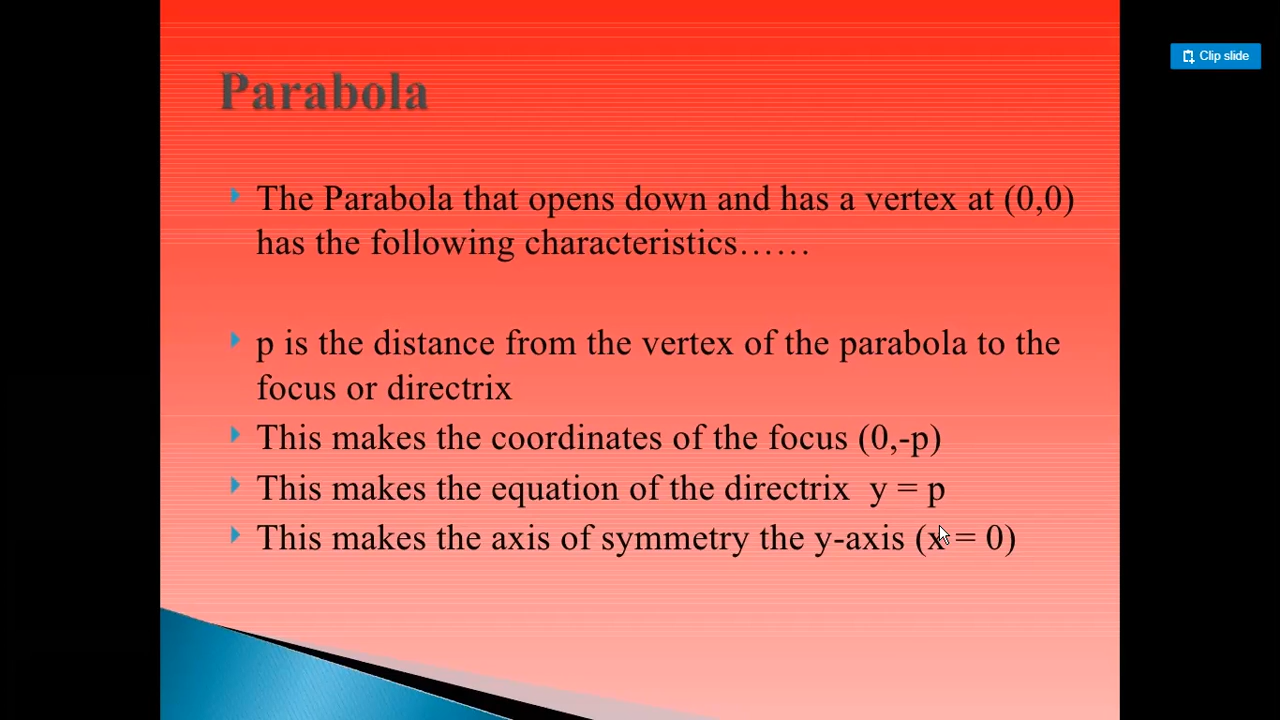 Clip slide
Parabola
The Parabola that opens down and has a vertex at (0,0)
has the following characteristics……
p is the distance from the vertex of the parabola to the
focus or directrix
This makes the coordinates of the focus (0,-p)
This makes the equation of the directrix  y = p
This makes the axis of symmetry the y-axis (x = 0)